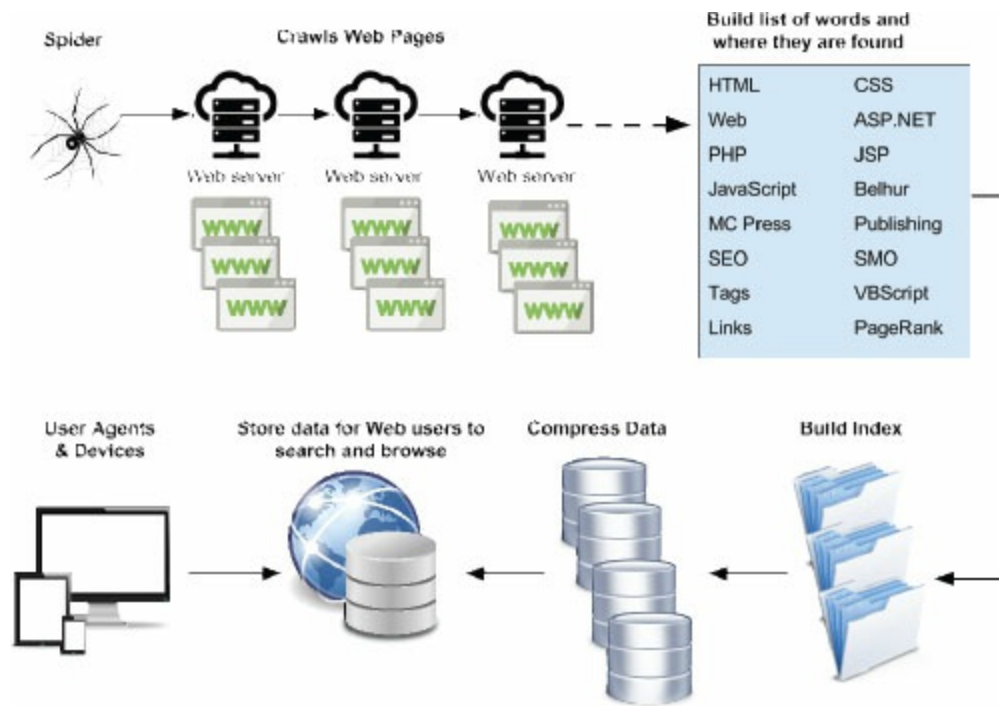 Spider
Crawls Web Pages
Build list of words and
where they are found
HTML CSS
Web ASP.NET
PHP JSP
JavaScript Belhur
MC Press Publishing
SEO SMO
Tags VBScript
Links PageRank
Web server Web server Web server
WWW WWW WWW
WWW WWW WWW
WWW WWW WWW
User Agents
& Devices
Store data for Web users to
search and browse
Compress Data
Build Index